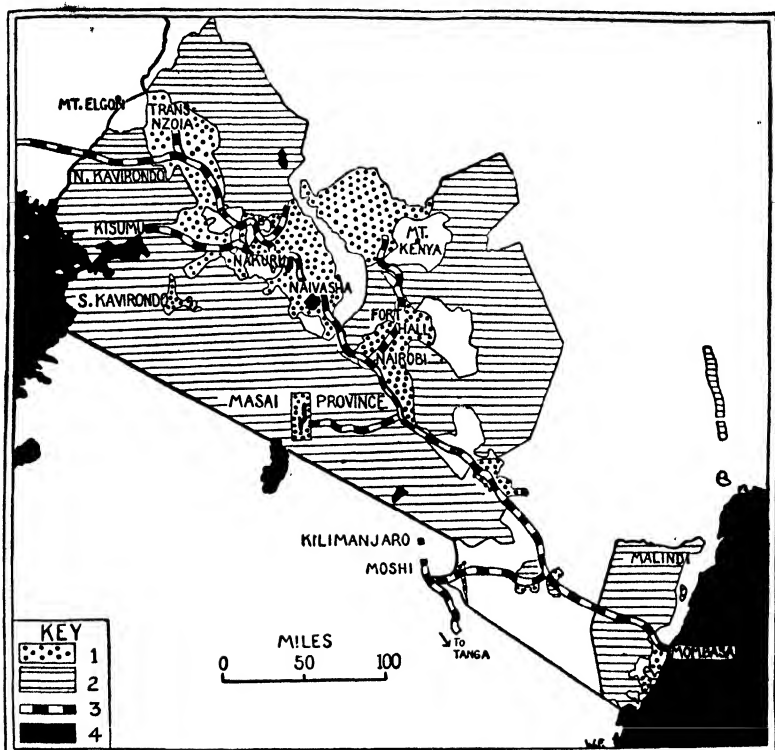 MT. ELGON
TRANS
NZOIA
N. KAVIRONDO
KISUMU
MT.
KENYA
NAKURU
NAIVASHA
S. KAVIRONDO
FORT
HALL
NAIROBI
MASAI PROVINCE
KILIMANJARO
MOSHI
MALINDI
MOMBASA
To
TANGA
MILES
0 50 100
KEY
1
2
3
4